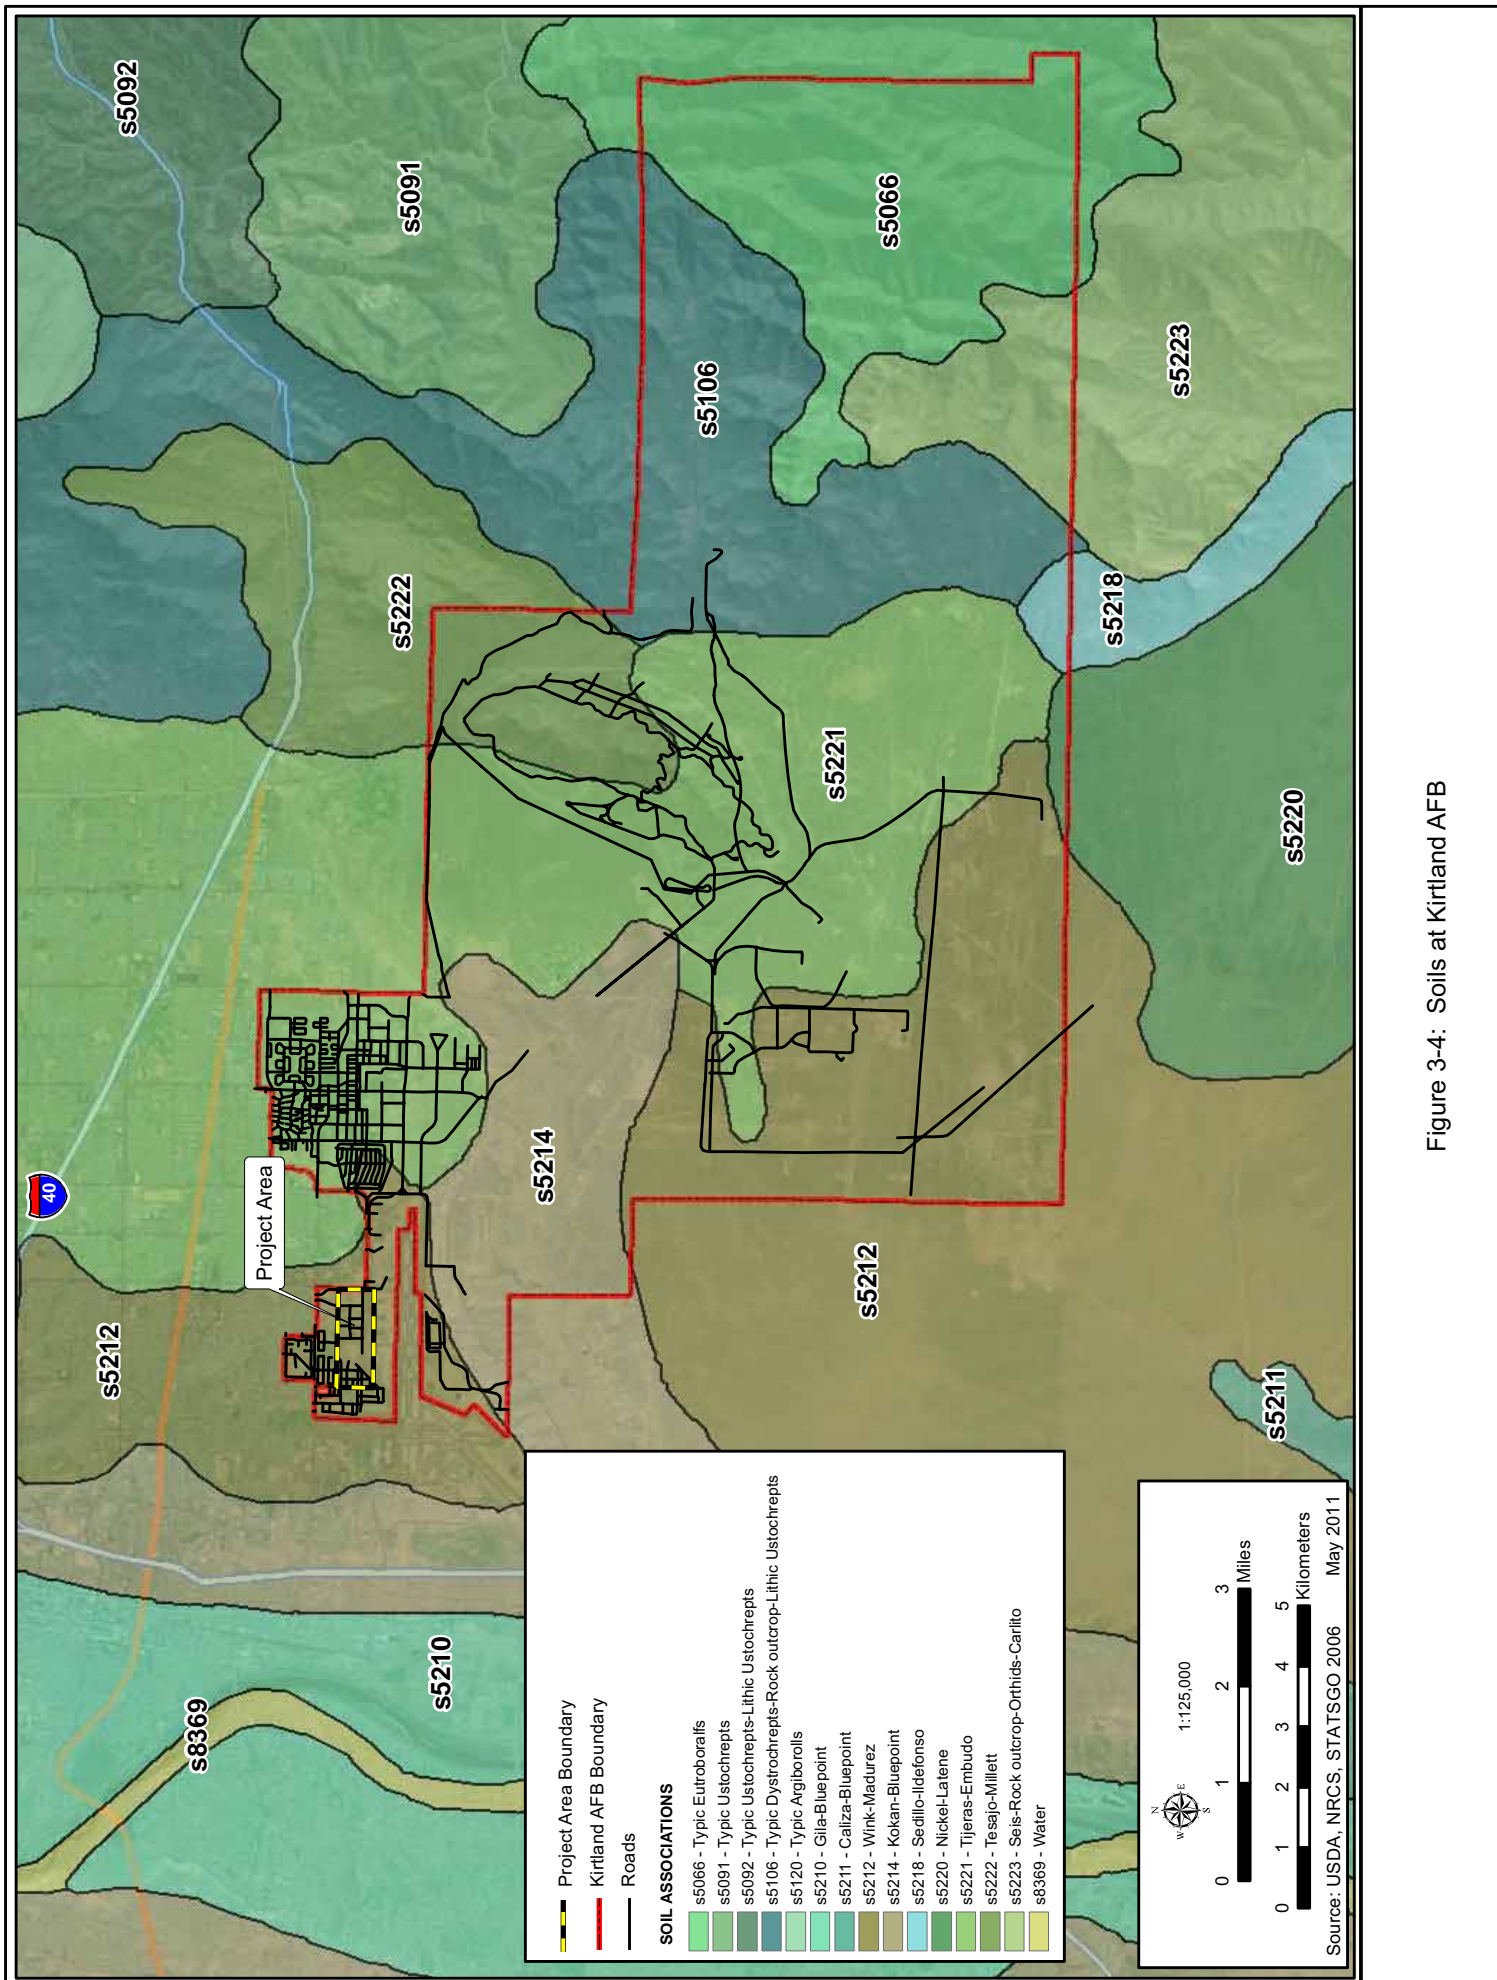 s5092
s5091
s5066
s5106
s5223
s5222
s5218
s5221
s5220
40
Project Area
s5214
s5212
s5212
s5211
s5210
s8369
Project Area Boundary
Kirtland AFB Boundary
Roads
SOIL ASSOCIATIONS
s5066 - Typic Eutroboralfs
s5091 - Typic Ustochrepts
s5092 - Typic Ustochrepts-Lithic Ustochrepts
s5106 - Typic Dystrochrepts-Rock outcrop-Lithic Ustochrepts
s5120 - Typic Argiborolls
s5210 - Gila-Bluepoint
s5211 - Caliza-Bluepoint
s5212 - Wink-Madurez
s5214 - Kokan-Bluepoint
s5218 - Sedillo-Ildefonso
s5220 - Nickel-Latene
s5221 - Tijeras-Embudo
s5222 - Tesajo-Millett
s5223 - Seis-Rock outcrop-Orthids-Carlito
s8369 - Water
N
W E
S
1:125,000
0 1 2 3
Miles
0 1 2 3 4 5
Kilometers
Source: USDA, NRCS, STATSGO 2006 May 2011
Figure 3-4: Soils at Kirtland AFB